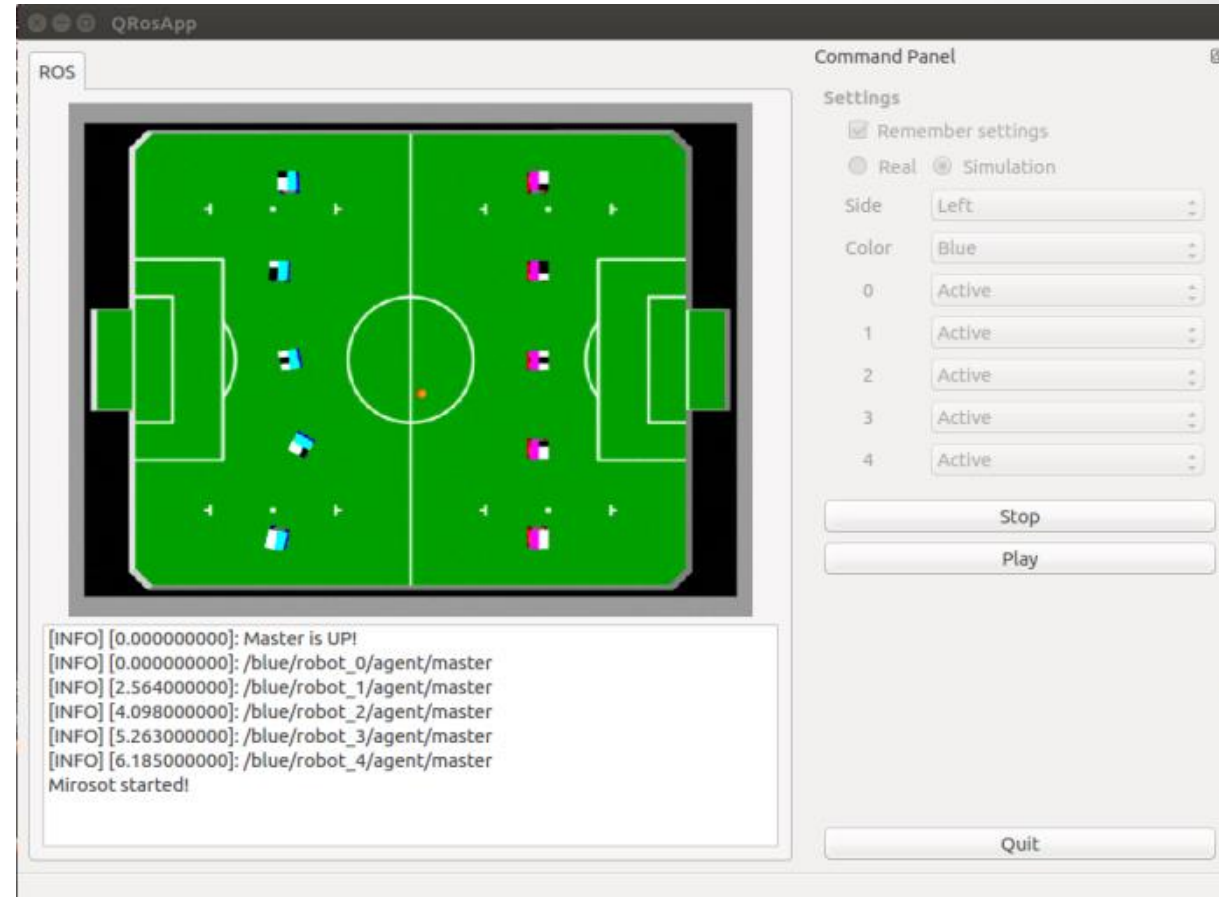 QRosApp
ROS
[INFO] [0.000000000]: Master is UP!
[INFO] [0.000000000]: /blue/robot_0/agent/master
[INFO] [2.564000000]: /blue/robot_1/agent/master
[INFO] [4.098000000]: /blue/robot_2/agent/master
[INFO] [5.263000000]: /blue/robot_3/agent/master
[INFO] [6.185000000]: /blue/robot_4/agent/master
Mirosot started!
Command Panel
Settings
Remember settings
Real Simulation
Side Left
Color Blue
0 Active
1 Active
2 Active
3 Active
4 Active
Stop
Play
Quit